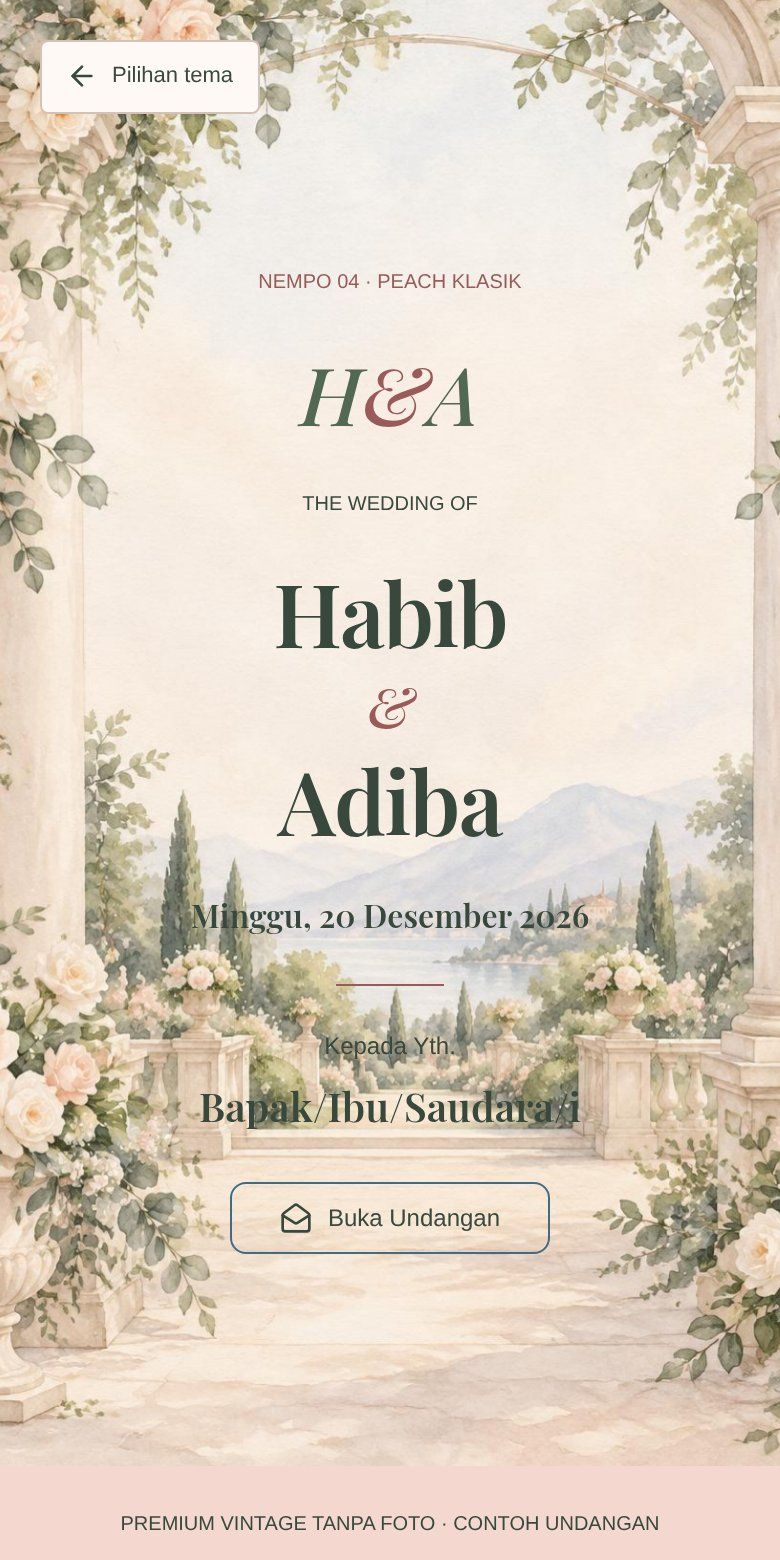 Pilihan tema
NEMPO 04 · PEACH KLASIK
H&A
THE WEDDING OF
Habib
&
Adiba
Minggu, 20 Desember 2026
Kepada Yth.
Bapak/Ibu/Saudara/i
Buka Undangan
PREMIUM VINTAGE TANPA FOTO · CONTOH UNDANGAN